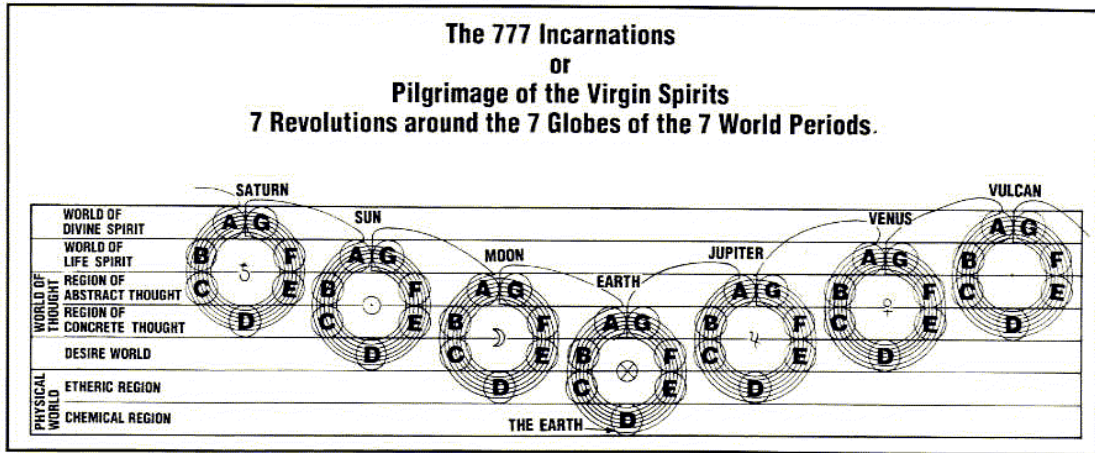 The 777 Incarnations
or
Pilgrimage of the Virgin Spirits
7 Revolutions around the 7 Globes of the 7 World Periods.
SATURN
SUN
MOON
EARTH
JUPITER
VENUS
VULCAN
WORLD OF
DIVINE SPIRIT
WORLD OF
LIFE SPIRIT
WORLD OF
THOUGHT
REGION OF
ABSTRACT THOUGHT
REGION OF
CONCRETE THOUGHT
DESIRE WORLD
PHYSICAL
WORLD
ETHERIC REGION
CHEMICAL REGION
A G
B F
C E
D
A G
B F
C E
D
A G
B F
C E
D
A G
B F
C E
D
A G
B F
C E
D
A G
B F
C E
D
A G
B F
C E
D
THE EARTH